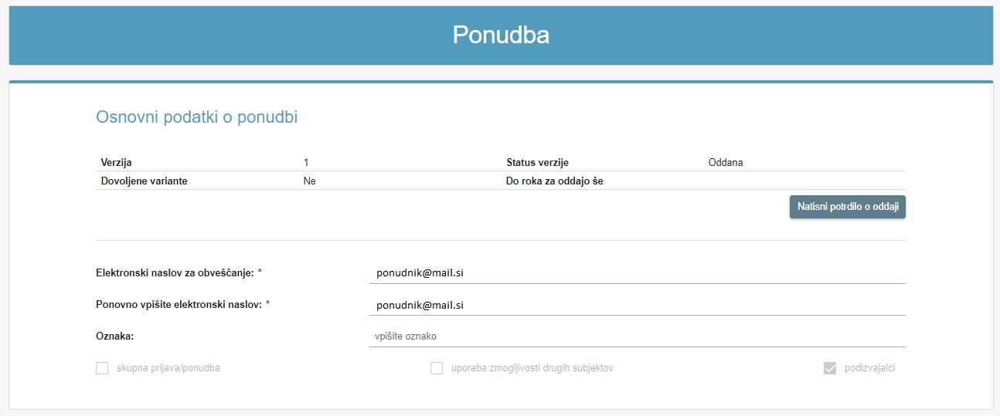 Ponudba
Osnovni podatki o ponudbi
Verzija 1 Status verzije Oddana
Dovoljene variante Ne Do roka za oddajo še
Natisni potrdilo o oddaji
Elektronski naslov za obveščanje: * ponudnik@mail.si
Ponovno vpišite elektronski naslov: * ponudnik@mail.si
Oznaka: vpišite oznako
skupna prijava/ponudba uporaba zmogljivosti drugih subjektov podizvajalci